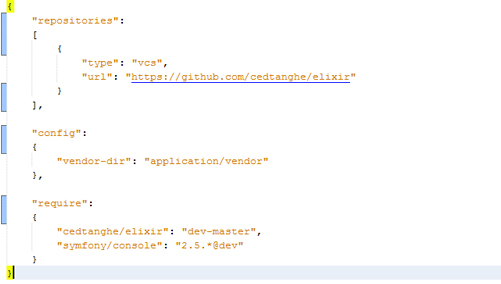 {
"repositories":
[
{
"type": "vcs",
"url": "https://github.com/cedtanghe/elixir"
}
],
"config":
{
"vendor-dir": "application/vendor"
},
"require":
{
"cedtanghe/elixir": "dev-master",
"symfony/console": "2.5.*@dev"
}
}